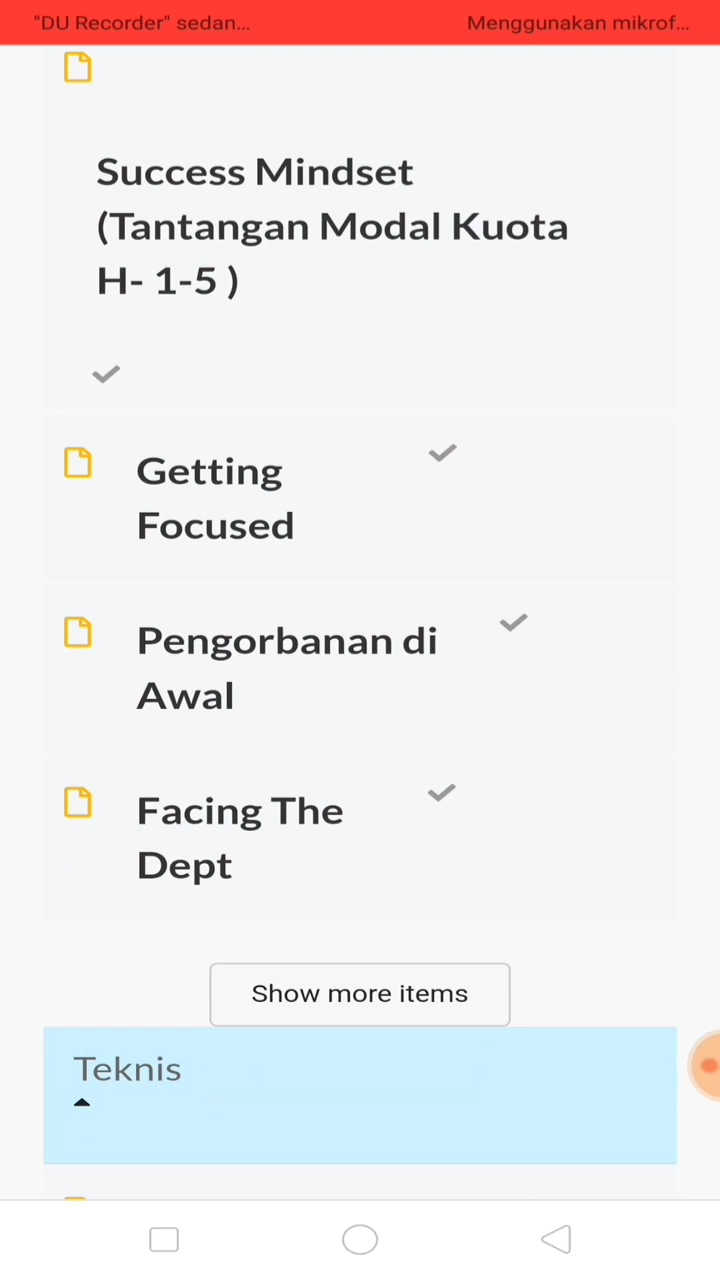 "DU Recorder" sedan... Menggunakan mikrof...
Success Mindset
(Tantangan Modal Kuota
H- 1-5 )
Getting
Focused
Pengorbanan di
Awal
Facing The
Dept
Show more items
Teknis